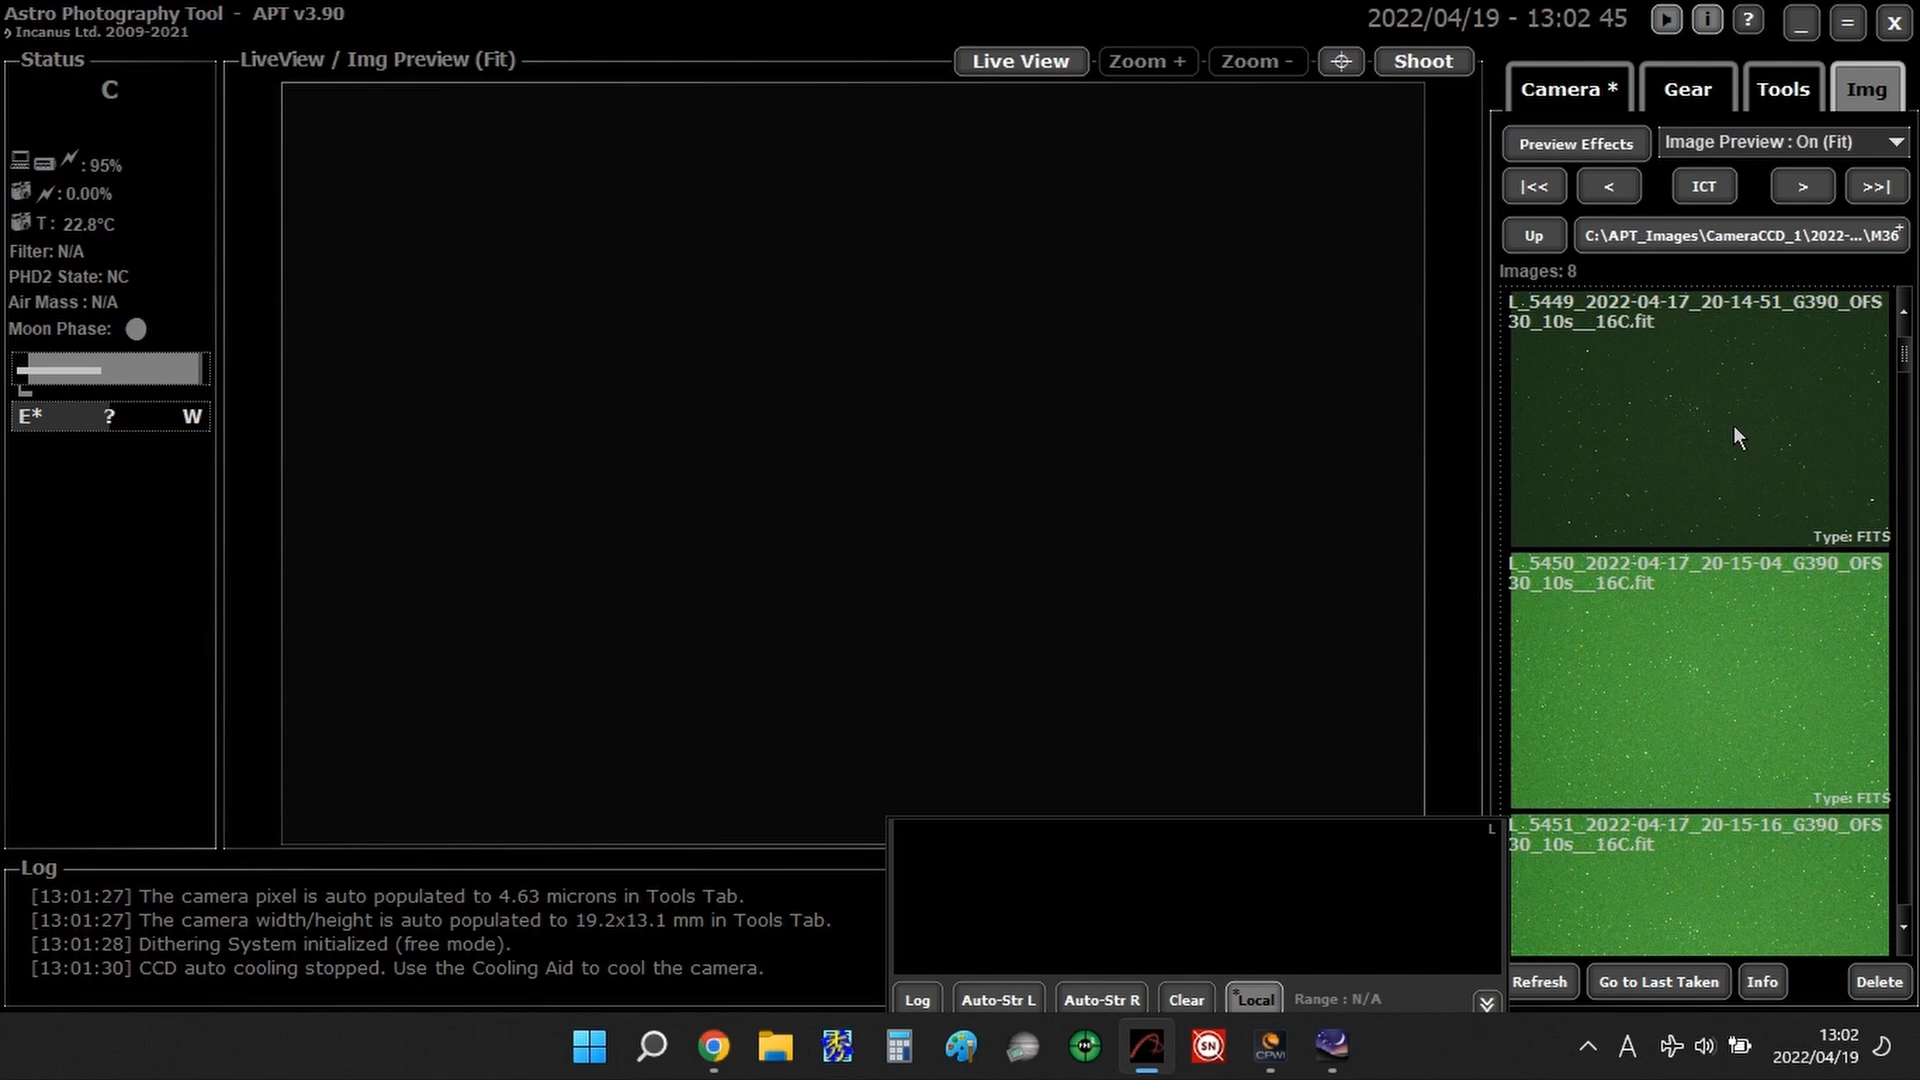 Astro Photography Tool - APT v3.90
Incanus Ltd. 2009-2021
2022/04/19 - 13:02 45
i
?
_
=
X
Status
C
: 95%
: 0.00%
T: 22.8°C
Filter: N/A
PHD2 State: NC
Air Mass : N/A
Moon Phase:
E* ? W
LiveView / Img Preview (Fit)
Live View
Zoom +
Zoom -
Shoot
Camera *
Gear
Tools
Img
Preview Effects
Image Preview : On (Fit)
|<<
<
ICT
>
>>|
Up
C:\APT_Images\CameraCCD_1\2022-...\M36
+
Images: 8
L_5449_2022-04-17_20-14-51_G390_OFS
30_10s__16C.fit
Type: FITS
L_5450_2022-04-17_20-15-04_G390_OFS
30_10s__16C.fit
Type: FITS
L_5451_2022-04-17_20-15-16_G390_OFS
30_10s__16C.fit
Refresh
Go to Last Taken
Info
Delete
Log
[13:01:27] The camera pixel is auto populated to 4.63 microns in Tools Tab.
[13:01:27] The camera width/height is auto populated to 19.2x13.1 mm in Tools Tab.
[13:01:28] Dithering System initialized (free mode).
[13:01:30] CCD auto cooling stopped. Use the Cooling Aid to cool the camera.
L
Log
Auto-Str L
Auto-Str R
Clear
*Local
Range : N/A
SN
CPWI
A
13:02
2022/04/19